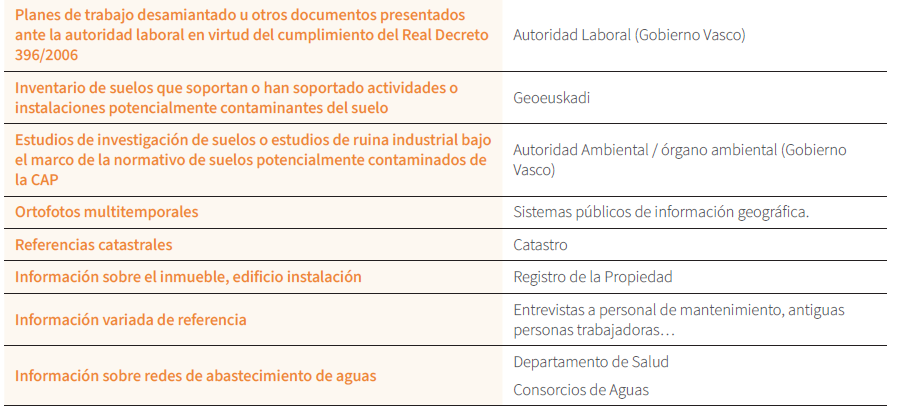 Planes de trabajo desamiantado u otros documentos presentados
ante la autoridad laboral en virtud del cumplimiento del Real Decreto
396/2006
Autoridad Laboral (Gobierno Vasco)
Inventario de suelos que soportan o han soportado actividades o
instalaciones potencialmente contaminantes del suelo
Geoeuskadi
Estudios de investigación de suelos o estudios de ruina industrial bajo
el marco de la normativo de suelos potencialmente contaminados de
la CAP
Autoridad Ambiental / órgano ambiental (Gobierno
Vasco)
Ortofotos multitemporales
Sistemas públicos de información geográfica.
Referencias catastrales
Catastro
Información sobre el inmueble, edificio instalación
Registro de la Propiedad
Información variada de referencia
Entrevistas a personal de mantenimiento, antiguas
personas trabajadoras…
Información sobre redes de abastecimiento de aguas
Departamento de Salud
Consorcios de Aguas